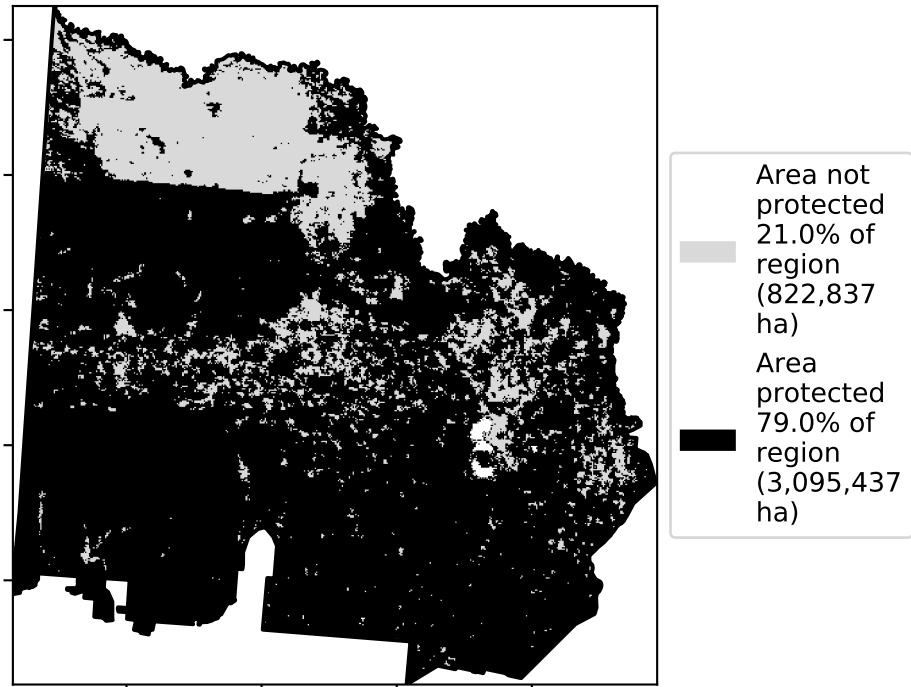 Area not
protected
21.0% of
region
(822,837
ha)
Area
protected
79.0% of
region
(3,095,437
ha)